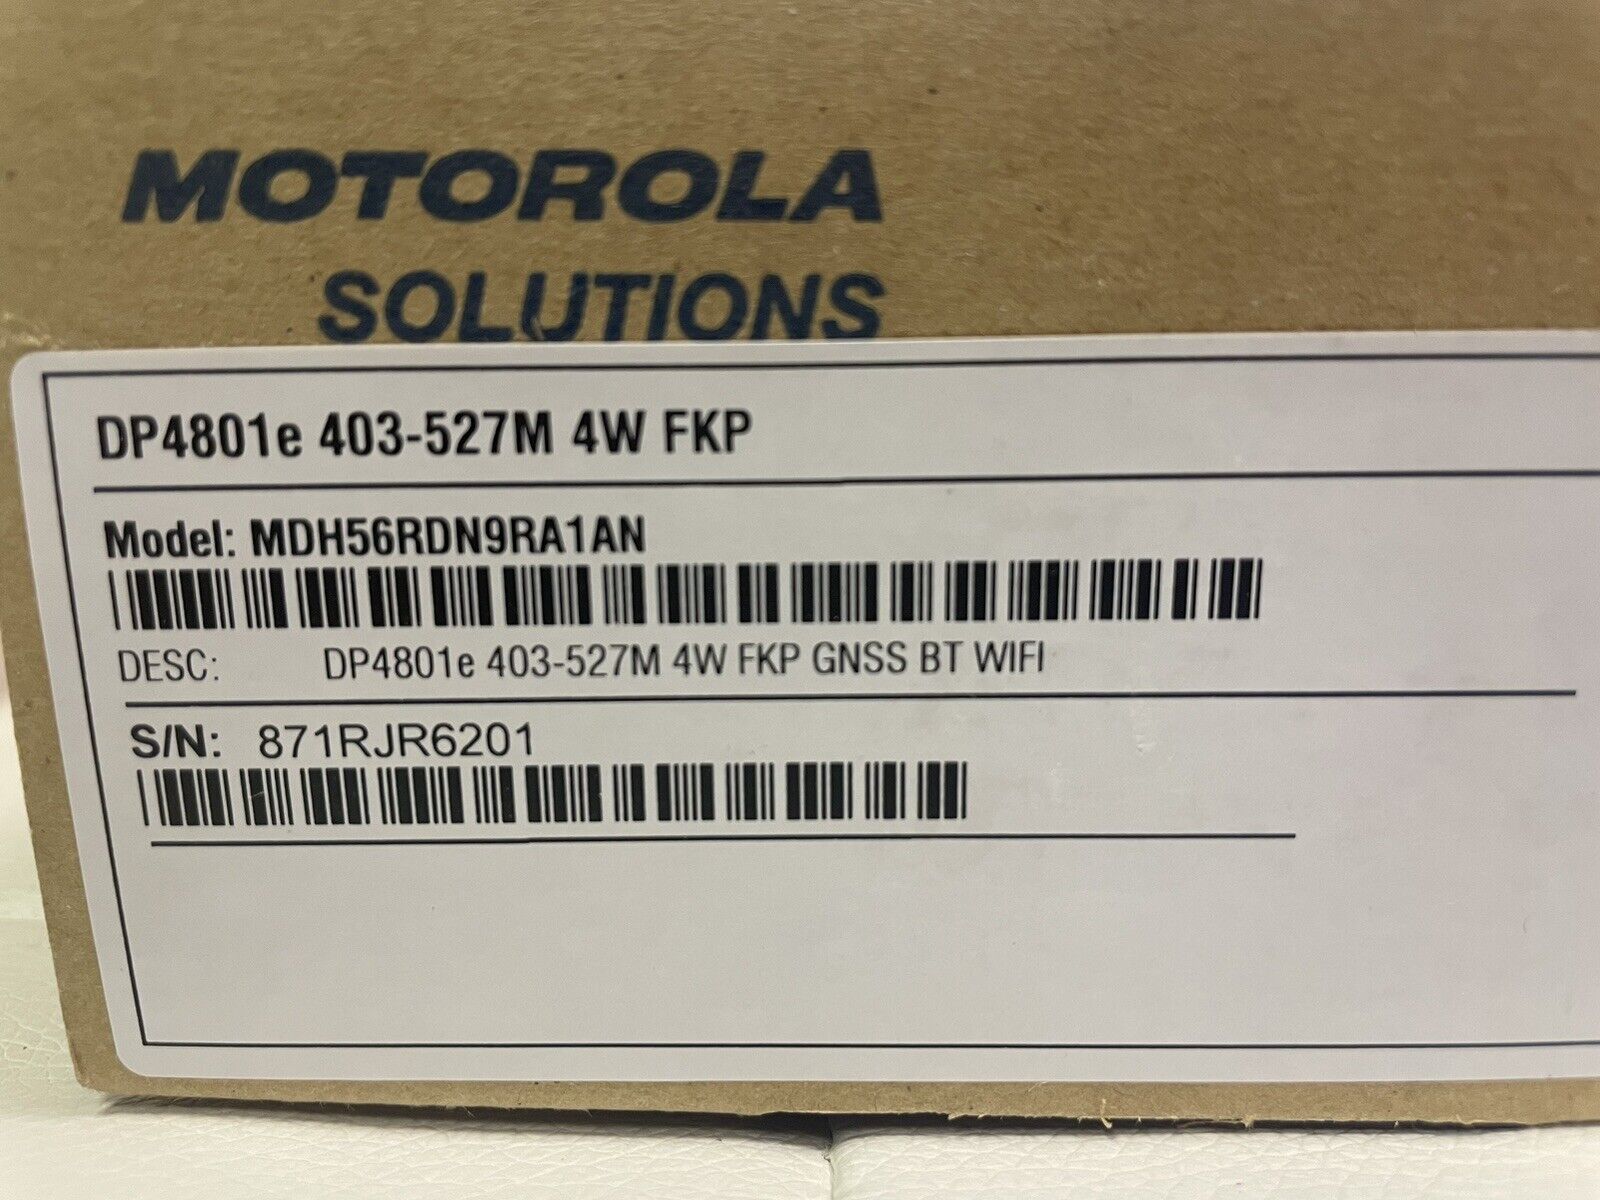 MOTOROLA
SOLUTIONS
DP4801e 403-527M 4W FKP
Model: MDH56RDN9RA1AN
DESC: DP4801e 403-527M 4W FKP GNSS BT WIFI
S/N: 871RJR6201